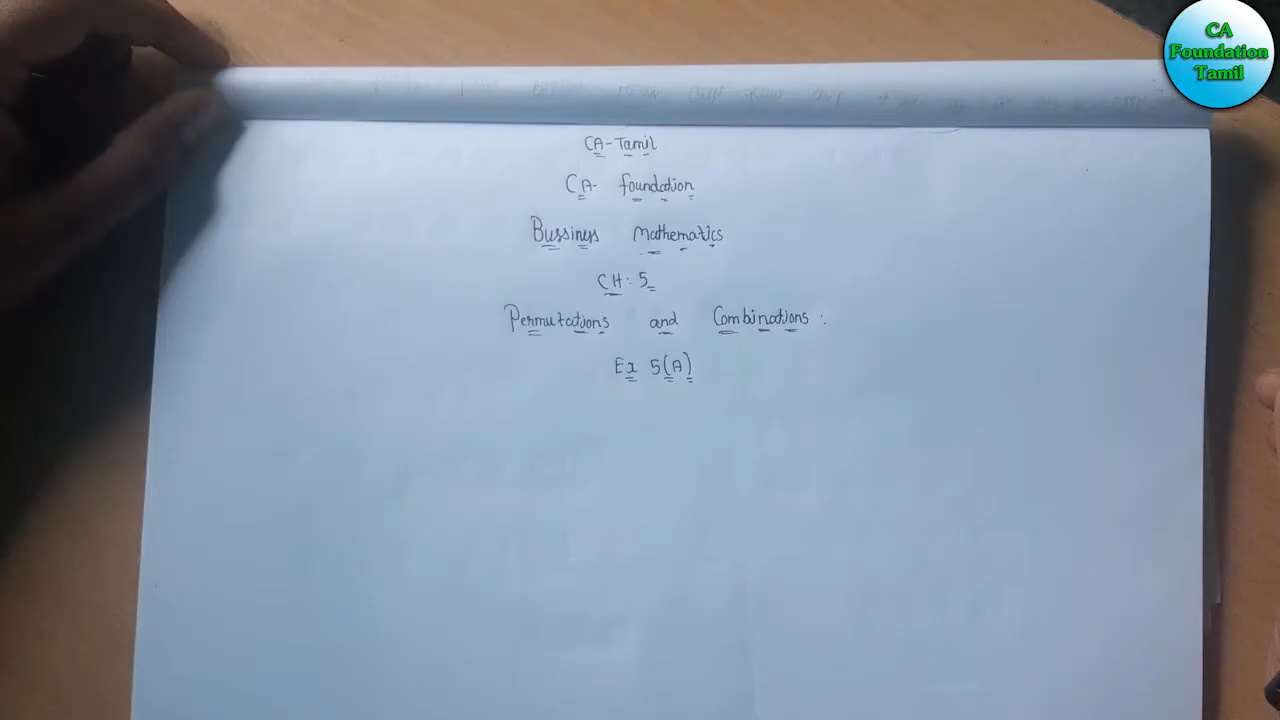 CA
Foundation
Tamil
CA-Tamil
CA- foundation
Bussiness Mathematics
CH: 5
Permutations and Combinations :
Ex 5(A)